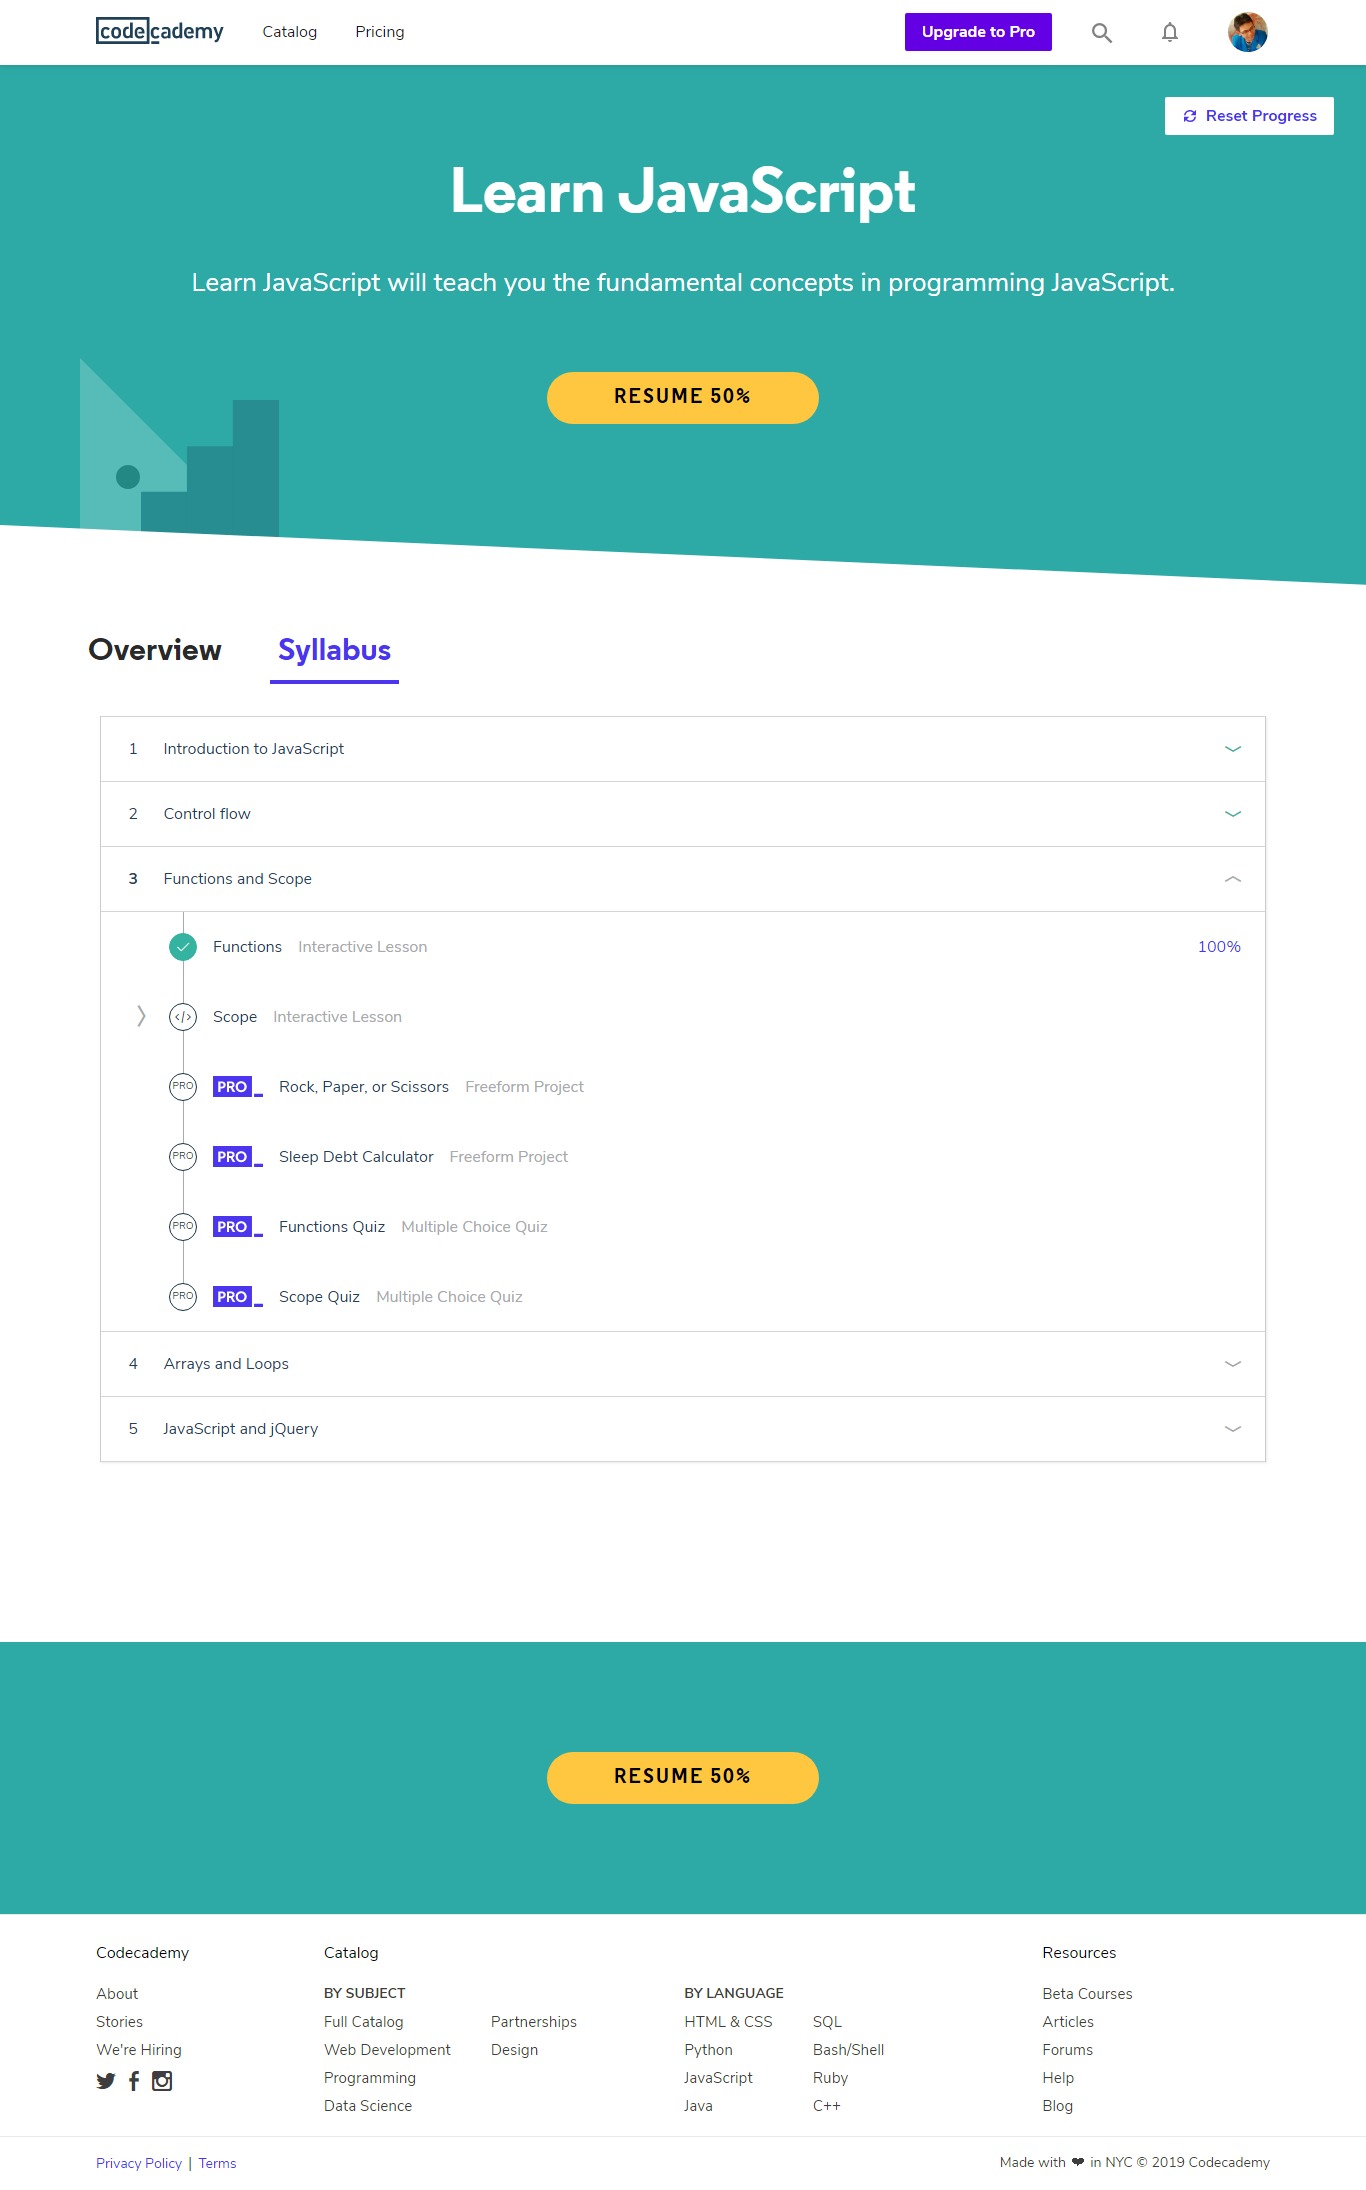 codecademy
Catalog
Pricing
Upgrade to Pro
Reset Progress
Learn JavaScript
Learn JavaScript will teach you the fundamental concepts in programming JavaScript.
RESUME 50%
Overview
Syllabus
1 Introduction to JavaScript
2 Control flow
3 Functions and Scope
Functions Interactive Lesson 100%
</> Scope Interactive Lesson
PRO PRO_ Rock, Paper, or Scissors Freeform Project
PRO PRO_ Sleep Debt Calculator Freeform Project
PRO PRO_ Functions Quiz Multiple Choice Quiz
PRO PRO_ Scope Quiz Multiple Choice Quiz
4 Arrays and Loops
5 JavaScript and jQuery
RESUME 50%
Codecademy
About
Stories
We're Hiring
Catalog
BY SUBJECT
Full Catalog
Web Development
Programming
Data Science
Partnerships
Design
BY LANGUAGE
HTML & CSS
Python
JavaScript
Java
SQL
Bash/Shell
Ruby
C++
Resources
Beta Courses
Articles
Forums
Help
Blog
Privacy Policy | Terms
Made with ❤ in NYC © 2019 Codecademy